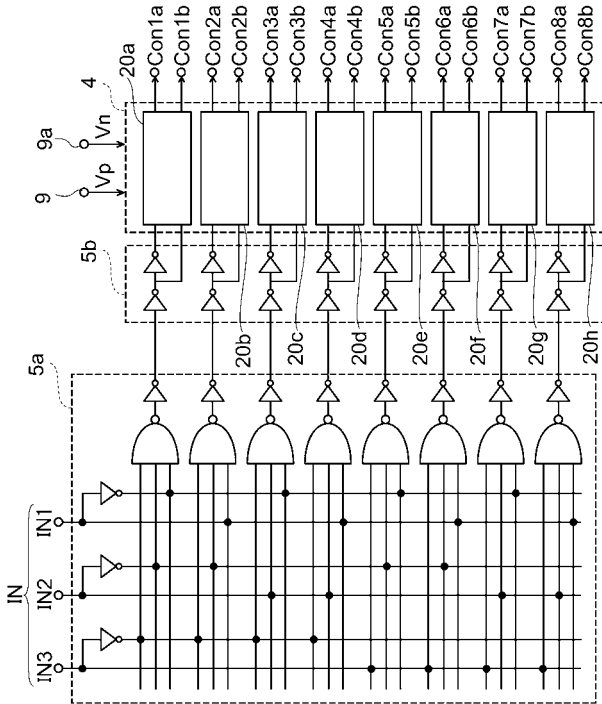 IN
IN3
IN2
IN1
5a
5b
9
Vp
9a
Vn
4
20a
20b
20c
20d
20e
20f
20g
20h
Con1a
Con1b
Con2a
Con2b
Con3a
Con3b
Con4a
Con4b
Con5a
Con5b
Con6a
Con6b
Con7a
Con7b
Con8a
Con8b